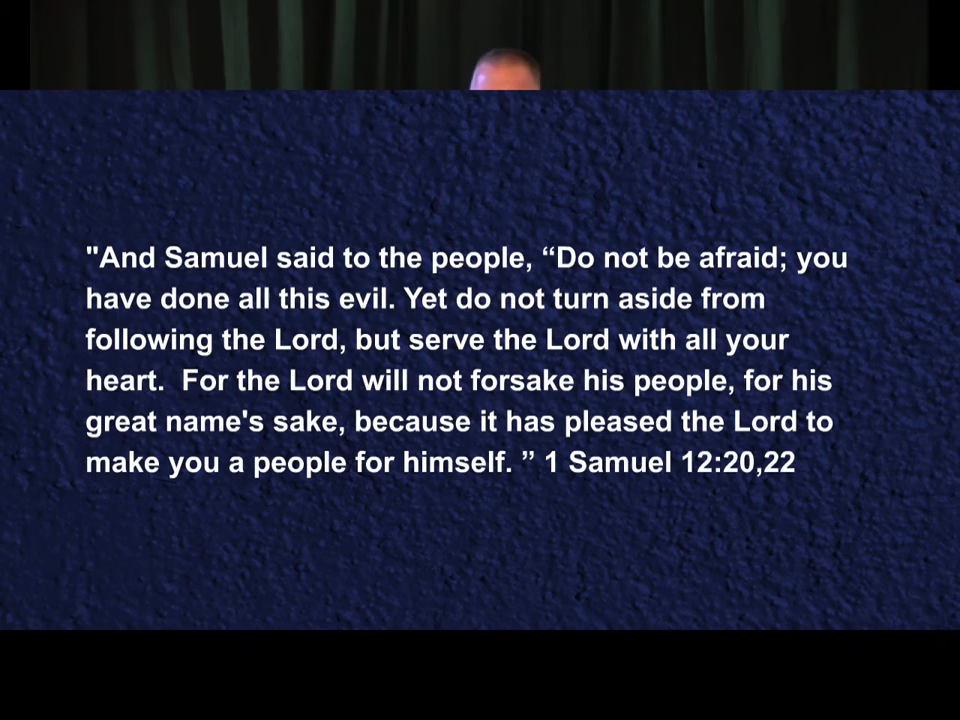 "And Samuel said to the people, “Do not be afraid; you
have done all this evil. Yet do not turn aside from
following the Lord, but serve the Lord with all your
heart.  For the Lord will not forsake his people, for his
great name's sake, because it has pleased the Lord to
make you a people for himself. ” 1 Samuel 12:20,22